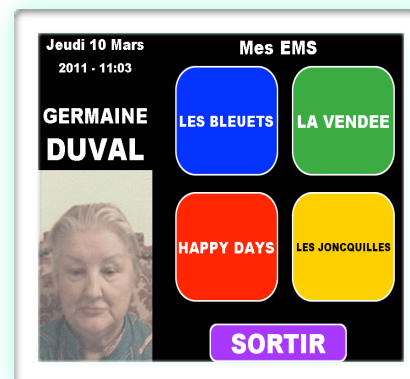 Jeudi 10 Mars
2011 - 11:03
GERMAINE
DUVAL
Mes EMS
LES BLEUETS
LA VENDEE
HAPPY DAYS
LES JONCQUILLES
SORTIR